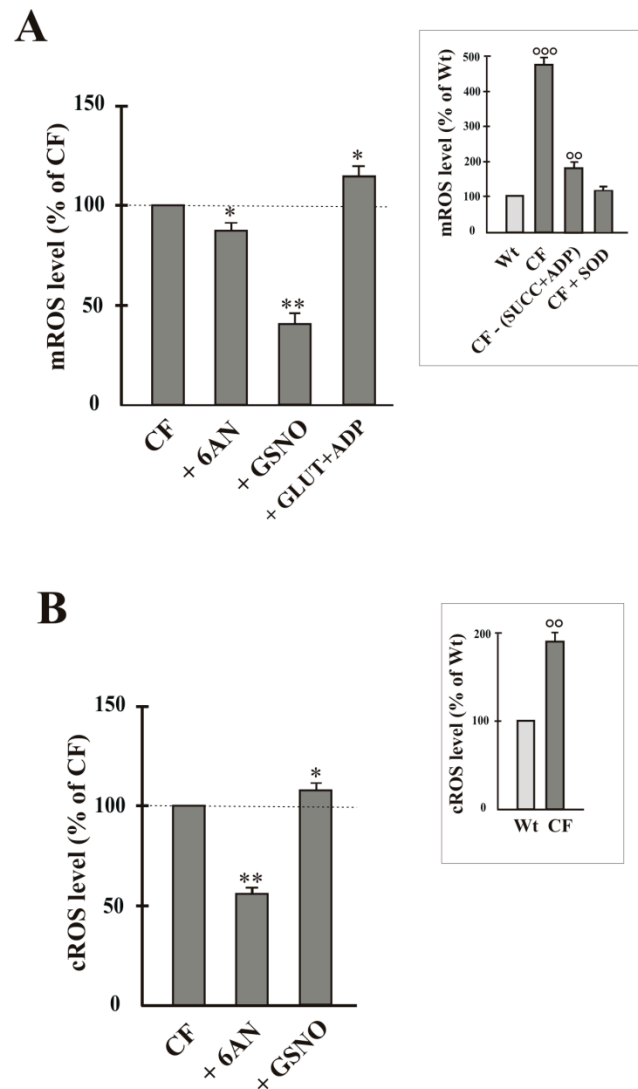 A
mROS level (% of CF)
150
100
50
0
*
**
*
CF
+ 6AN
+ GSNO
+ GLUT+ADP
mROS level (% of Wt)
500
400
300
200
100
0
°°°
°°
Wt
CF
CF - (SUCC+ADP)
CF + SOD
B
cROS level (% of CF)
150
100
50
0
**
*
CF
+ 6AN
+ GSNO
cROS level (% of Wt)
200
100
0
°°
Wt CF